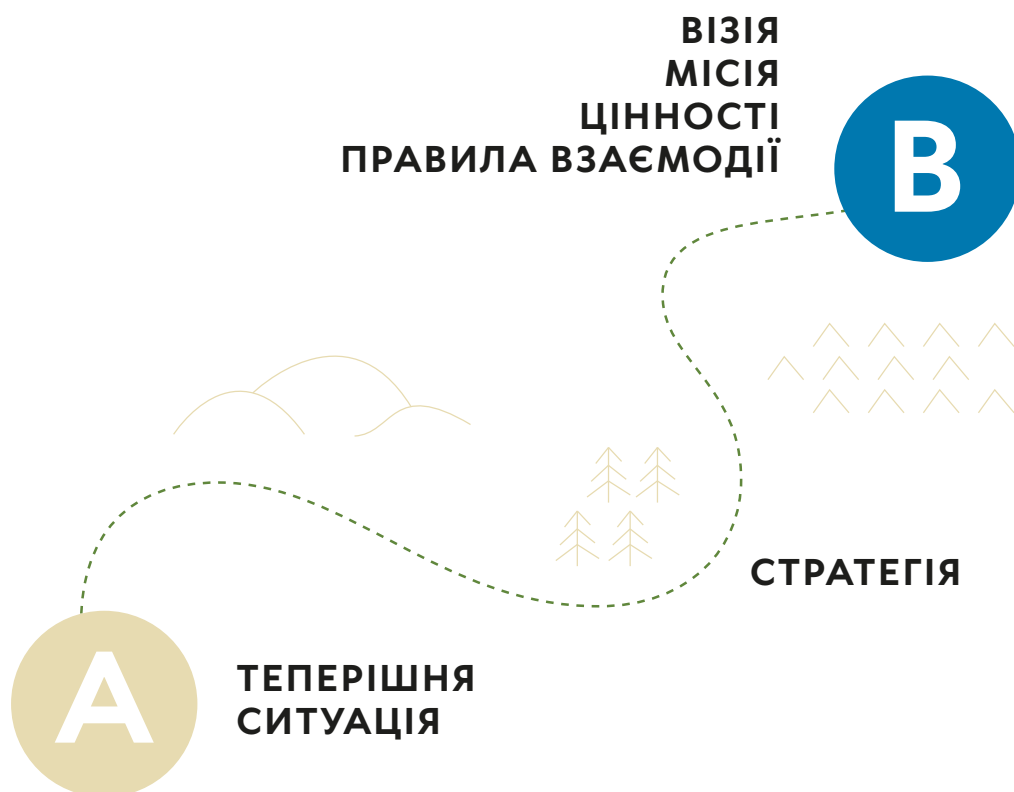 ВІЗІЯ
МІСІЯ
ЦІННОСТІ
ПРАВИЛА ВЗАЄМОДІЇ
B
СТРАТЕГІЯ
A
ТЕПЕРІШНЯ
СИТУАЦІЯ